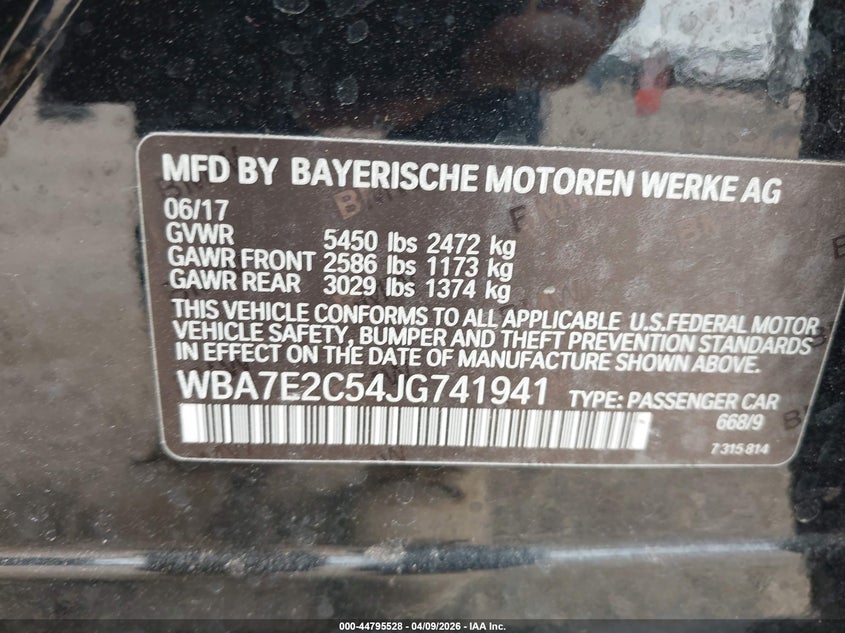 MFD BY BAYERISCHE MOTOREN WERKE AG
06/17
GVWR 5450 lbs 2472 kg
GAWR FRONT 2586 lbs 1173 kg
GAWR REAR 3029 lbs 1374 kg
THIS VEHICLE CONFORMS TO ALL APPLICABLE U.S.FEDERAL MOTOR
VEHICLE SAFETY, BUMPER AND THEFT PREVENTION STANDARDS
IN EFFECT ON THE DATE OF MANUFACTURE SHOWN ABOVE.
WBA7E2C54JG741941 TYPE: PASSENGER CAR
668/9
7 315 814
000-44795528 - 04/09/2026 - IAA Inc.